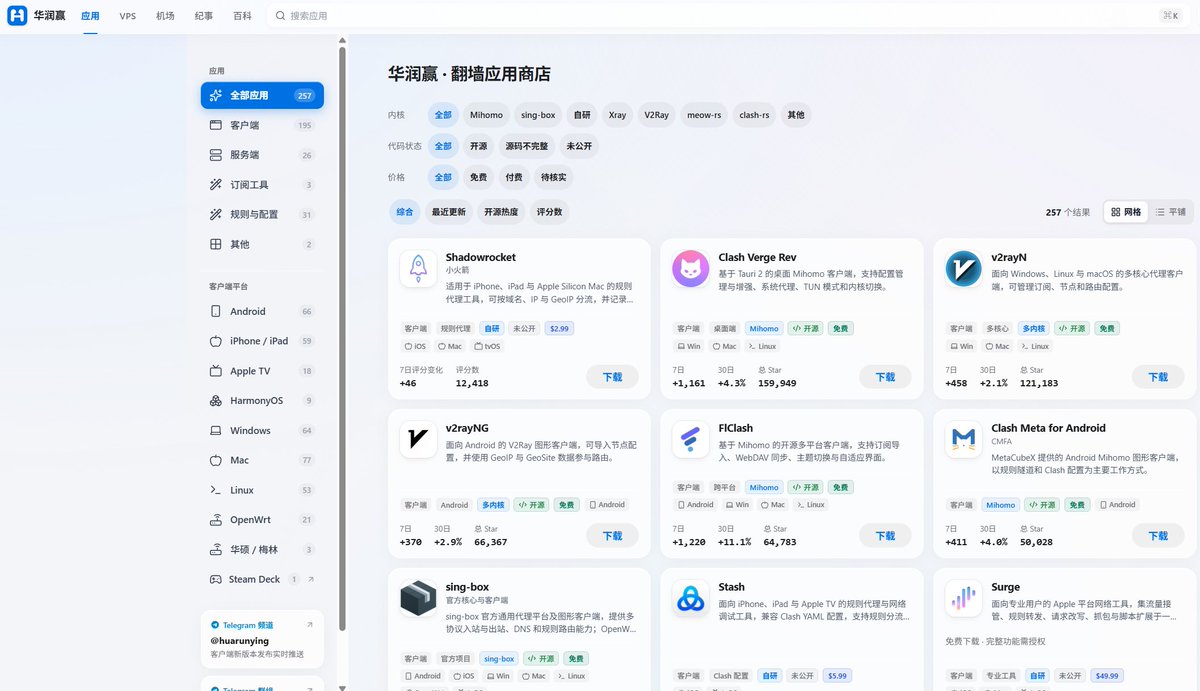 华润赢 应用 VPS 机场 纪事 百科 搜索应用 ⌘K
应用
全部应用 257
客户端 195
服务端 26
订阅工具 3
规则与配置 31
其他 2
客户端平台
Android 66
iPhone / iPad 59
Apple TV 18
HarmonyOS 9
Windows 64
Mac 77
Linux 53
OpenWrt 21
华硕 / 梅林 3
Steam Deck 1
Telegram 频道
@huarunying
客户端新版本发布实时推送
华润赢 · 翻墙应用商店
内核 全部 Mihomo sing-box 自研 Xray V2Ray meow-rs clash-rs 其他
代码状态 全部 开源 源码不完整 未公开
价格 全部 免费 付费 待核实
综合 最近更新 开源热度 评分数 257 个结果 网格 平铺
Shadowrocket
小火箭
适用于 iPhone、iPad 与 Apple Silicon Mac 的规则
代理工具，可按域名、IP 与 GeoIP 分流，并记录...
客户端 规则代理 自研 未公开 $2.99
iOS Mac tvOS
7日评分变化 评分数
+46 12,418 下载
Clash Verge Rev
基于 Tauri 2 的桌面 Mihomo 客户端，支持配置管
理与增强、系统代理、TUN 模式和内核切换。
客户端 桌面端 Mihomo 开源 免费
Win Mac Linux
7日 30日 总 Star
+1,161 +4.3% 159,949 下载
v2rayN
面向 Windows、Linux 与 macOS 的多核心代理客户
端，可管理订阅、节点和路由配置。
客户端 多核心 多内核 开源 免费
Win Mac Linux
7日 30日 总 Star
+458 +2.1% 121,183 下载
v2rayNG
面向 Android 的 V2Ray 图形客户端，可导入节点配
置，并使用 GeoIP 与 GeoSite 数据参与路由。
客户端 Android 多内核 开源 免费 Android
7日 30日 总 Star
+370 +2.9% 66,367 下载
FlClash
基于 Mihomo 的开源多平台客户端，支持订阅导
入、WebDAV 同步、主题切换与自适应界面。
客户端 跨平台 Mihomo 开源 免费
Android Win Mac Linux
7日 30日 总 Star
+1,220 +11.1% 64,783 下载
Clash Meta for Android
CMFA
MetaCubeX 提供的 Android Mihomo 图形客户端，
以规则隧道和 Clash 配置为主要工作方式。
客户端 Mihomo 开源 免费 Android
7日 30日 总 Star
+411 +4.0% 50,028 下载
sing-box
官方核心与客户端
sing-box 官方通用代理平台及图形客户端，提供多
协议入站与出站、DNS 和规则路由能力；OpenW...
客户端 官方项目 sing-box 开源 免费
Android iOS Win Mac Linux
Stash
面向 iPhone、iPad 与 Apple TV 的规则代理与网络
调试工具，兼容 Clash YAML 配置，支持规则分流...
客户端 Clash 配置 自研 未公开 $5.99
Surge
面向专业用户的 Apple 平台网络工具，集流量接
管、规则转发、请求改写、抓包与脚本扩展于一...
免费下载 · 完整功能需授权
客户端 专业工具 自研 未公开 $49.99